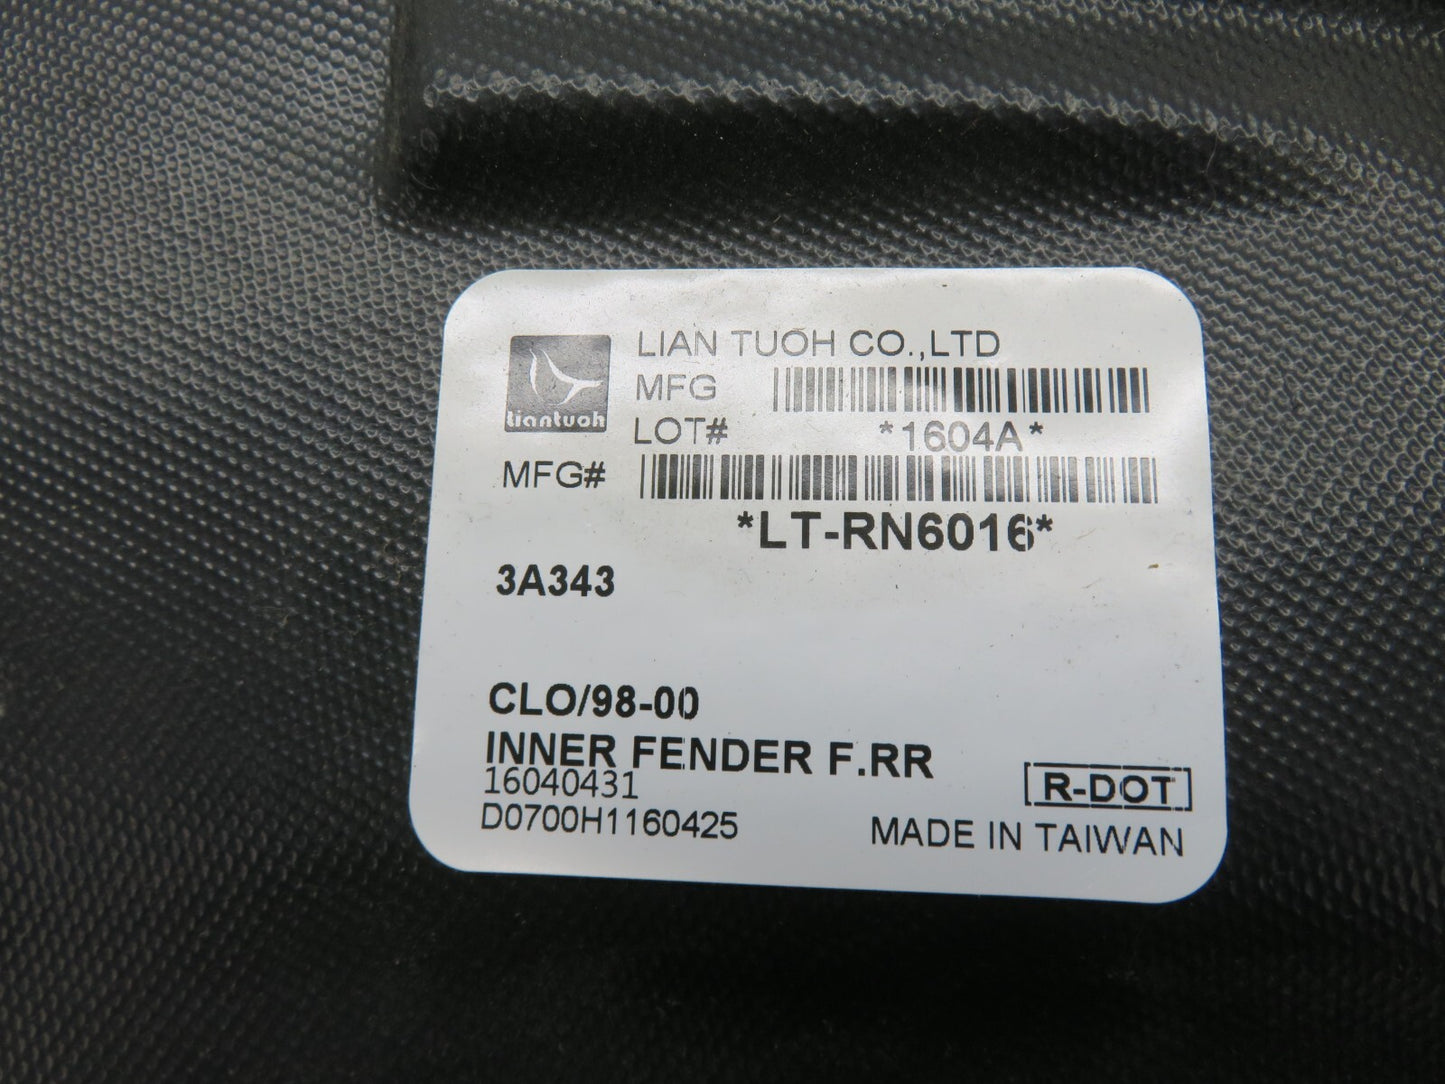 LIAN TUOH CO.,LTD
liantuoh
MFG
LOT#
*1604A*
MFG#
*LT-RN6016*
3A343
CLO/98-00
INNER FENDER F.RR
16040431
D0700H1160425
R-DOT
MADE IN TAIWAN